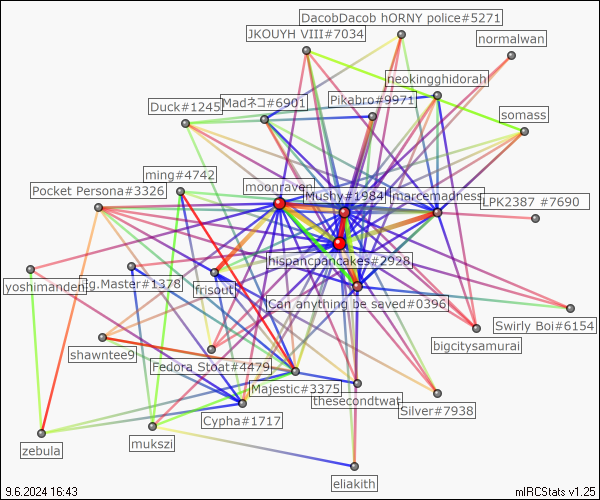 DacobDacob hORNY police#5271
JKOUYH VIII#7034
normalwan
neokingghidorah
Pikabro#9971
Madネコ#6901
Duck#1245
somass
ming#4742
moonraven
Pocket Persona#3326
Mushy#1984
marcemadness
LPK2387 #7690
hispancpancakes#2928
yoshimanden
g.Master#1378
frisout
Can anything be saved#0396
Swirly Boi#6154
bigcitysamurai
shawntee9
Fedora Stoat#4479
Majestic#3375
thesecondtwat
Silver#7938
Cypha#1717
zebula
mukszi
eliakith
9.6.2024 16:43
mIRCStats v1.25